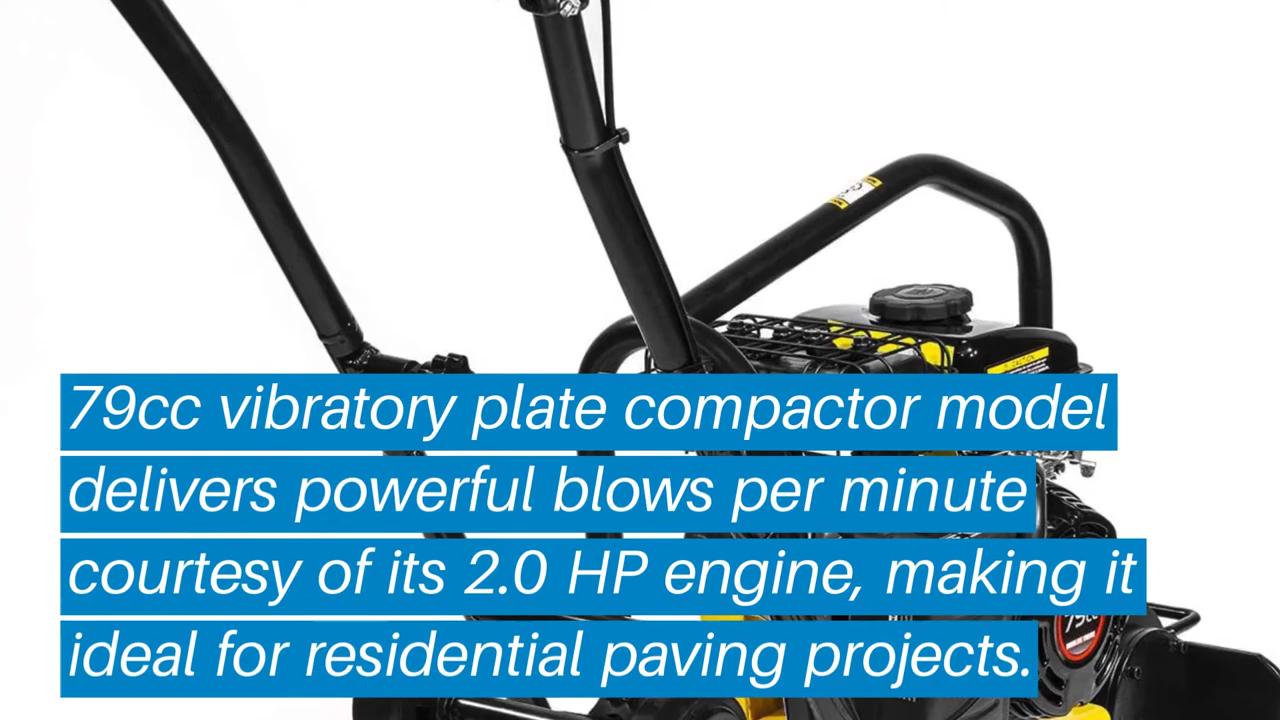 79cc vibratory plate compactor model
delivers powerful blows per minute
courtesy of its 2.0 HP engine, making it
ideal for residential paving projects.
79cc